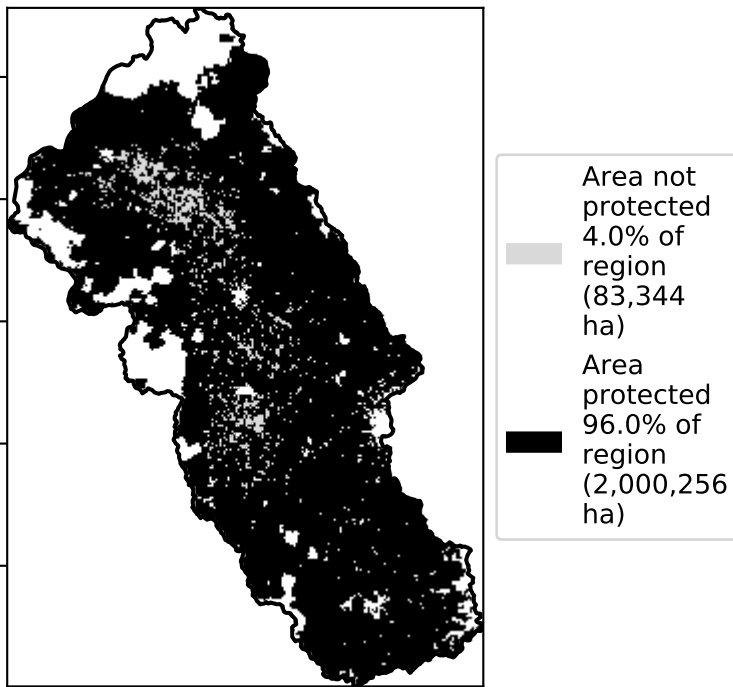 Area not
protected
4.0% of
region
(83,344
ha)
Area
protected
96.0% of
region
(2,000,256
ha)